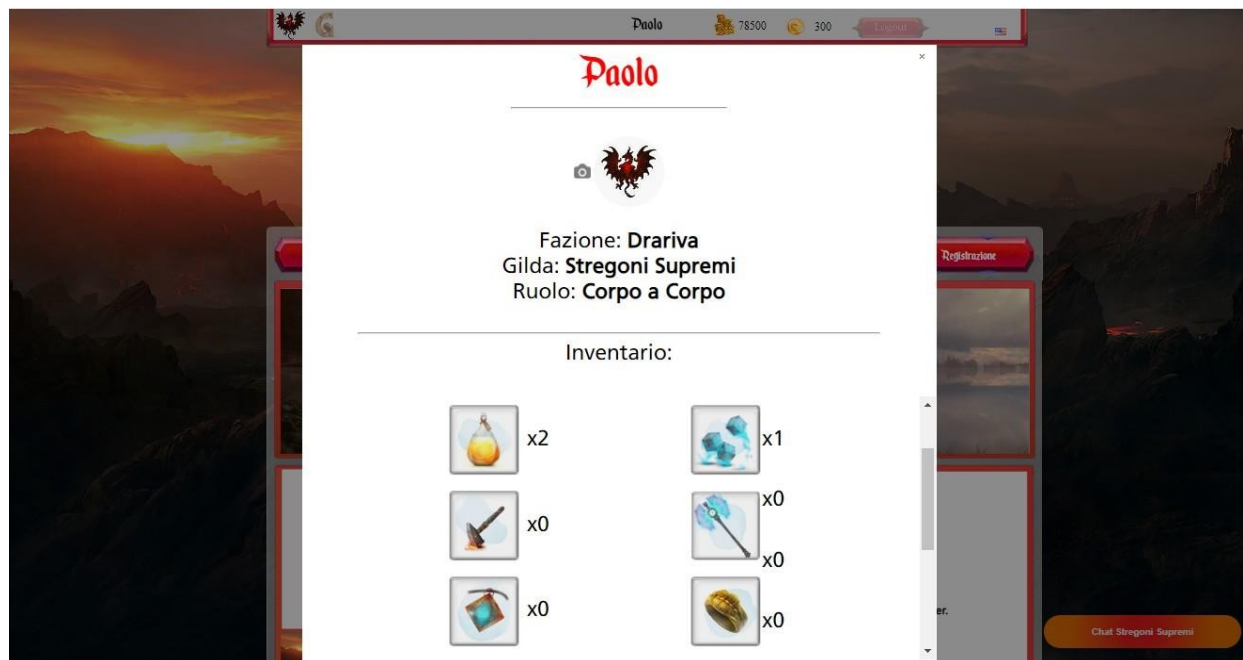 Paolo 78500 300 Logout
×
Paolo
Fazione: Drariva
Gilda: Stregoni Supremi
Ruolo: Corpo a Corpo
Registrazione
Inventario:
x2 x1
x0 x0
x0
x0 x0
er.
Chat Stregoni Supremi